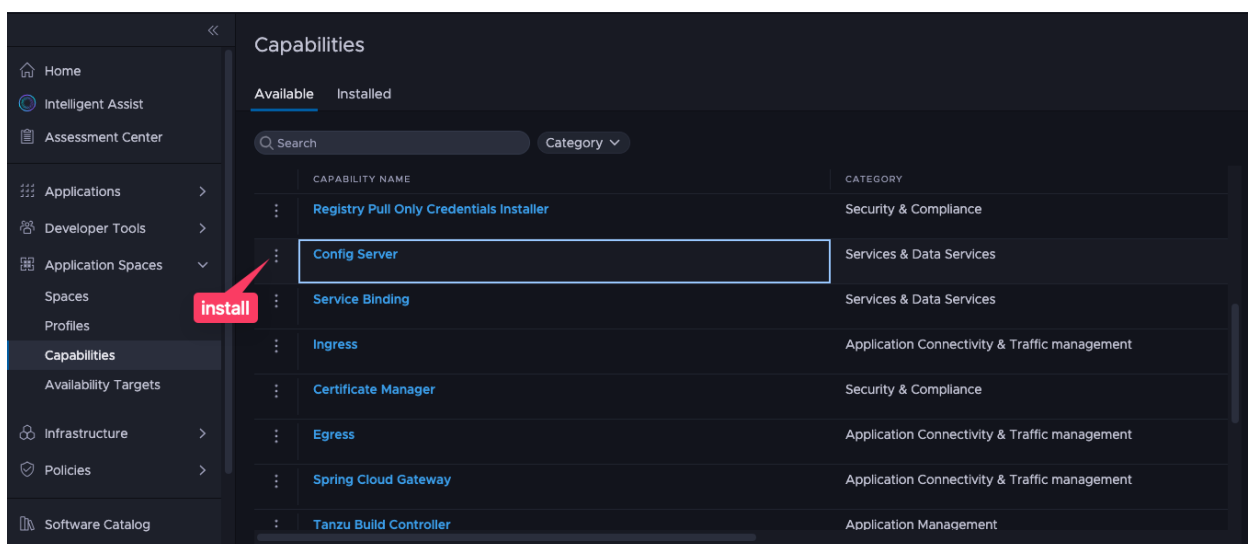 Home
Intelligent Assist
Assessment Center
Applications
Developer Tools
Application Spaces
Spaces
Profiles
Capabilities
Availability Targets
Infrastructure
Policies
Software Catalog
Capabilities
Available Installed
Search Category
CAPABILITY NAME CATEGORY
Registry Pull Only Credentials Installer Security & Compliance
Config Server Services & Data Services
install
Service Binding Services & Data Services
Ingress Application Connectivity & Traffic management
Certificate Manager Security & Compliance
Egress Application Connectivity & Traffic management
Spring Cloud Gateway Application Connectivity & Traffic management
Tanzu Build Controller Application Management